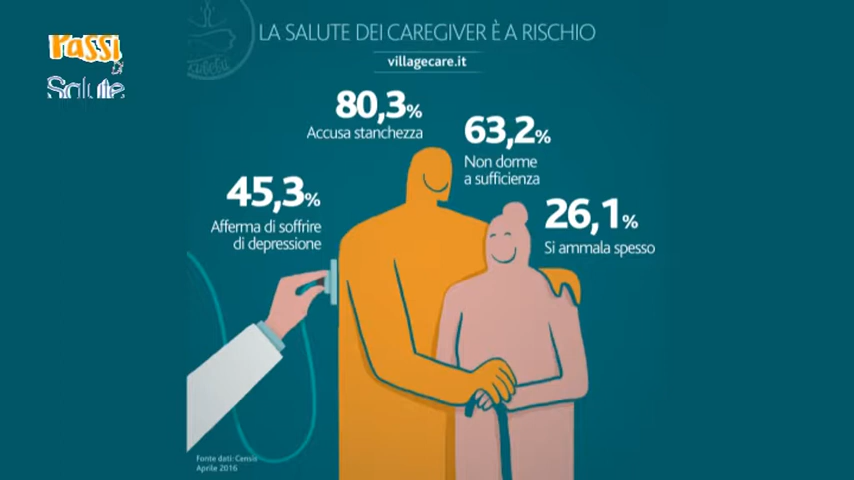 Passi
di
Salute
LA SALUTE DEI CAREGIVER È A RISCHIO
villagecare.it
80,3%
Accusa stanchezza
63,2%
Non dorme
a sufficienza
45,3%
Afferma di soffrire
di depressione
26,1%
Si ammala spesso
Fonte dati: Censis
Aprile 2016